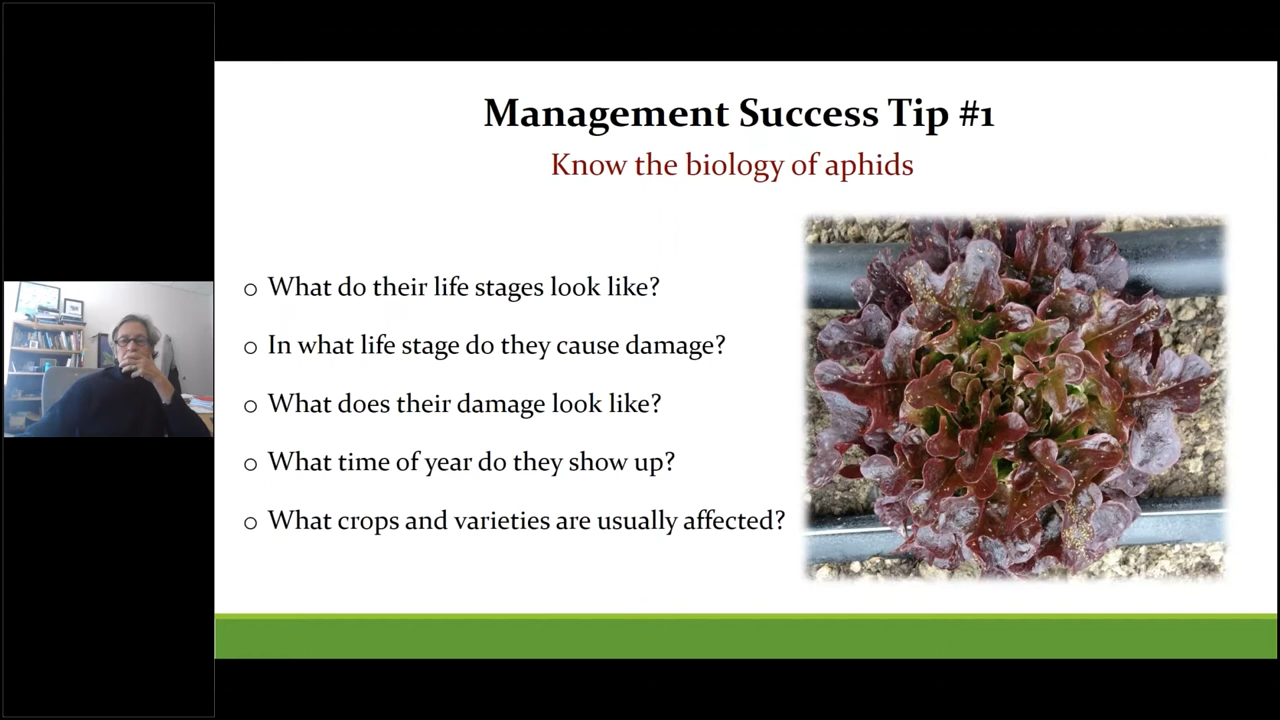 Management Success Tip #1
Know the biology of aphids
o What do their life stages look like?
o In what life stage do they cause damage?
o What does their damage look like?
o What time of year do they show up?
o What crops and varieties are usually affected?